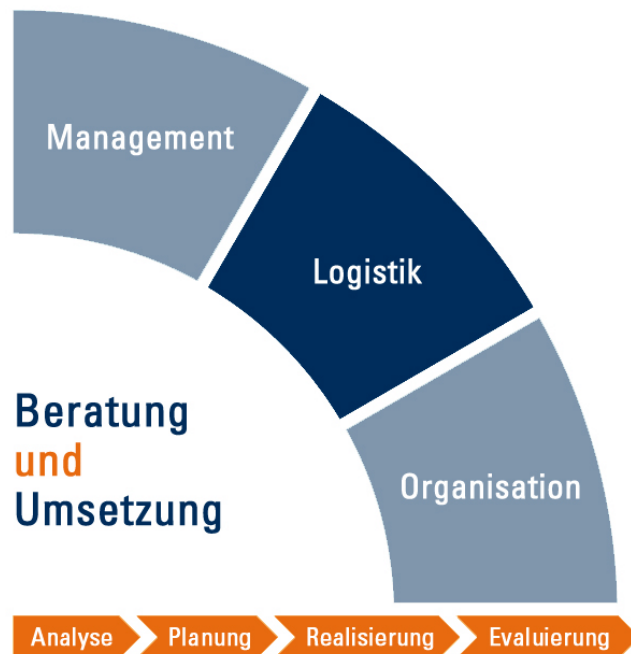 Management
Logistik
Organisation
Beratung
und
Umsetzung
Analyse
Planung
Realisierung
Evaluierung